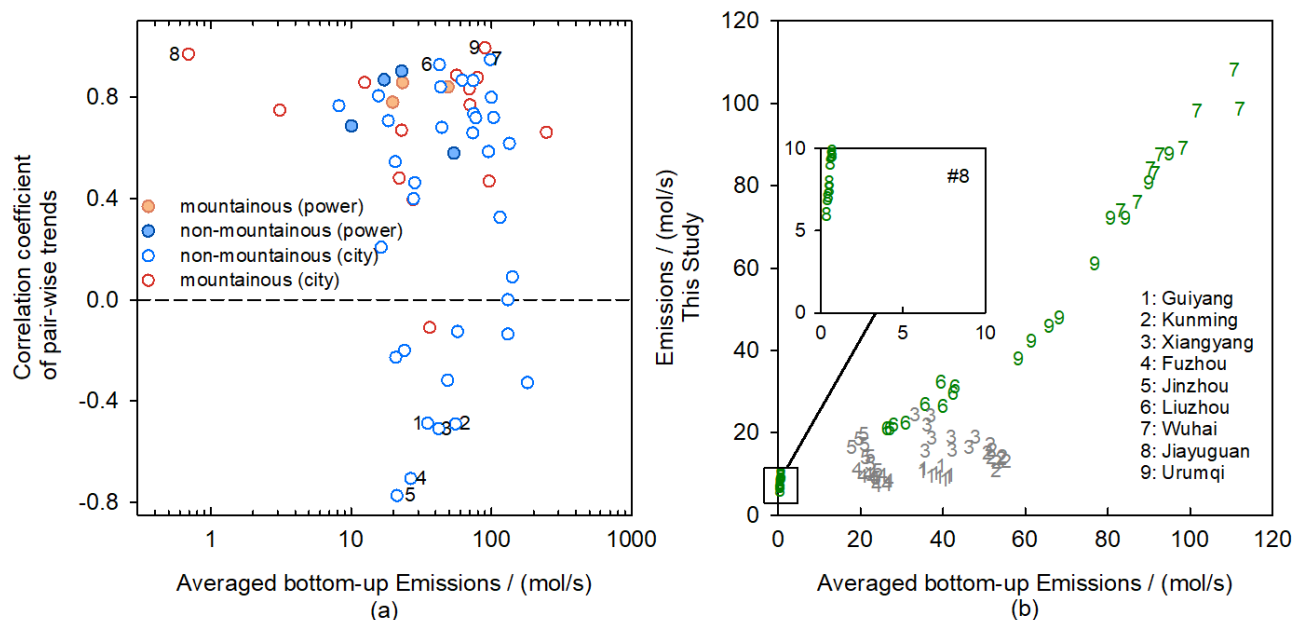 8
9
7
6
0.8
0.4
0.0
-0.4
-0.8
mountainous (power)
non-mountainous (power)
non-mountainous (city)
mountainous (city)
1
2
3
4
5
1
10
100
1000
Correlation coefficient
of pair-wise trends
Averaged bottom-up Emissions / (mol/s)
(a)
120
100
80
60
40
20
0
Emissions / (mol/s)
This Study
10
5
0
0
5
10
#8
1: Guiyang
2: Kunming
3: Xiangyang
4: Fuzhou
5: Jinzhou
6: Liuzhou
7: Wuhai
8: Jiayuguan
9: Urumqi
0
20
40
60
80
100
120
Averaged bottom-up Emissions / (mol/s)
(b)